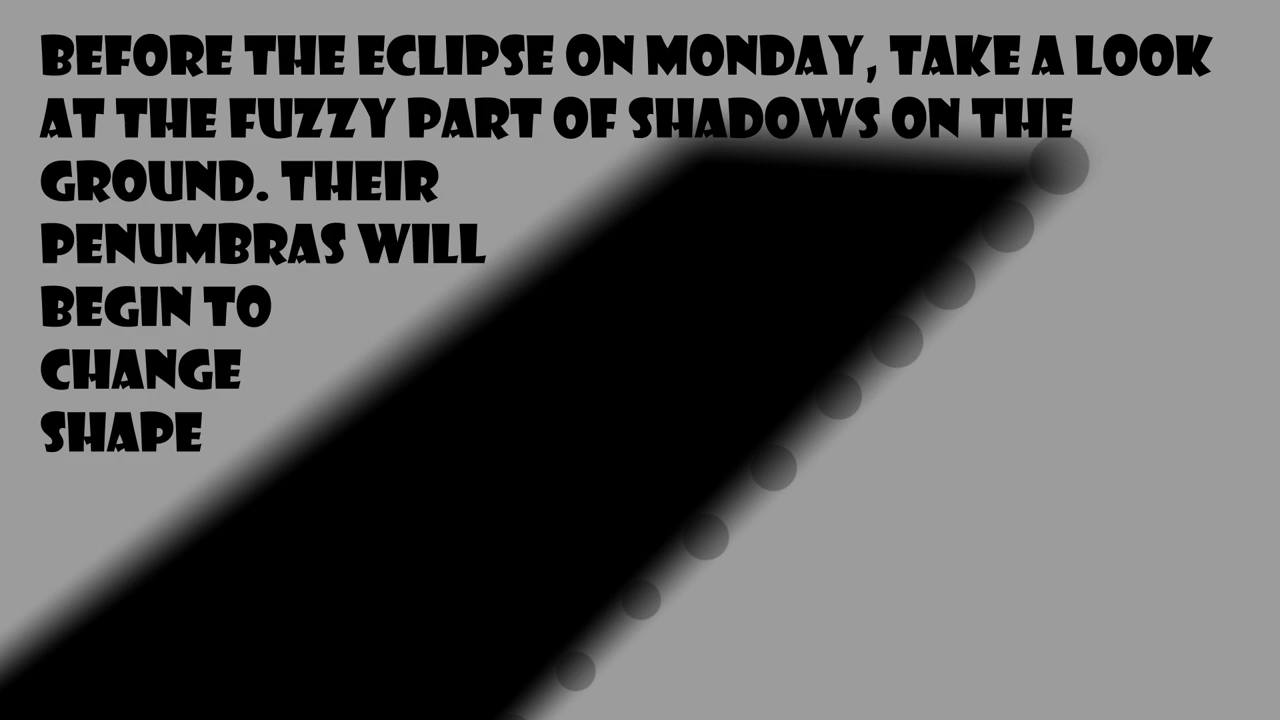 BEFORE THE ECLIPSE ON MONDAY, TAKE A LOOK
AT THE FUZZY PART OF SHADOWS ON THE
GROUND. THEIR
PENUMBRAS WILL
BEGIN TO
CHANGE
SHAPE